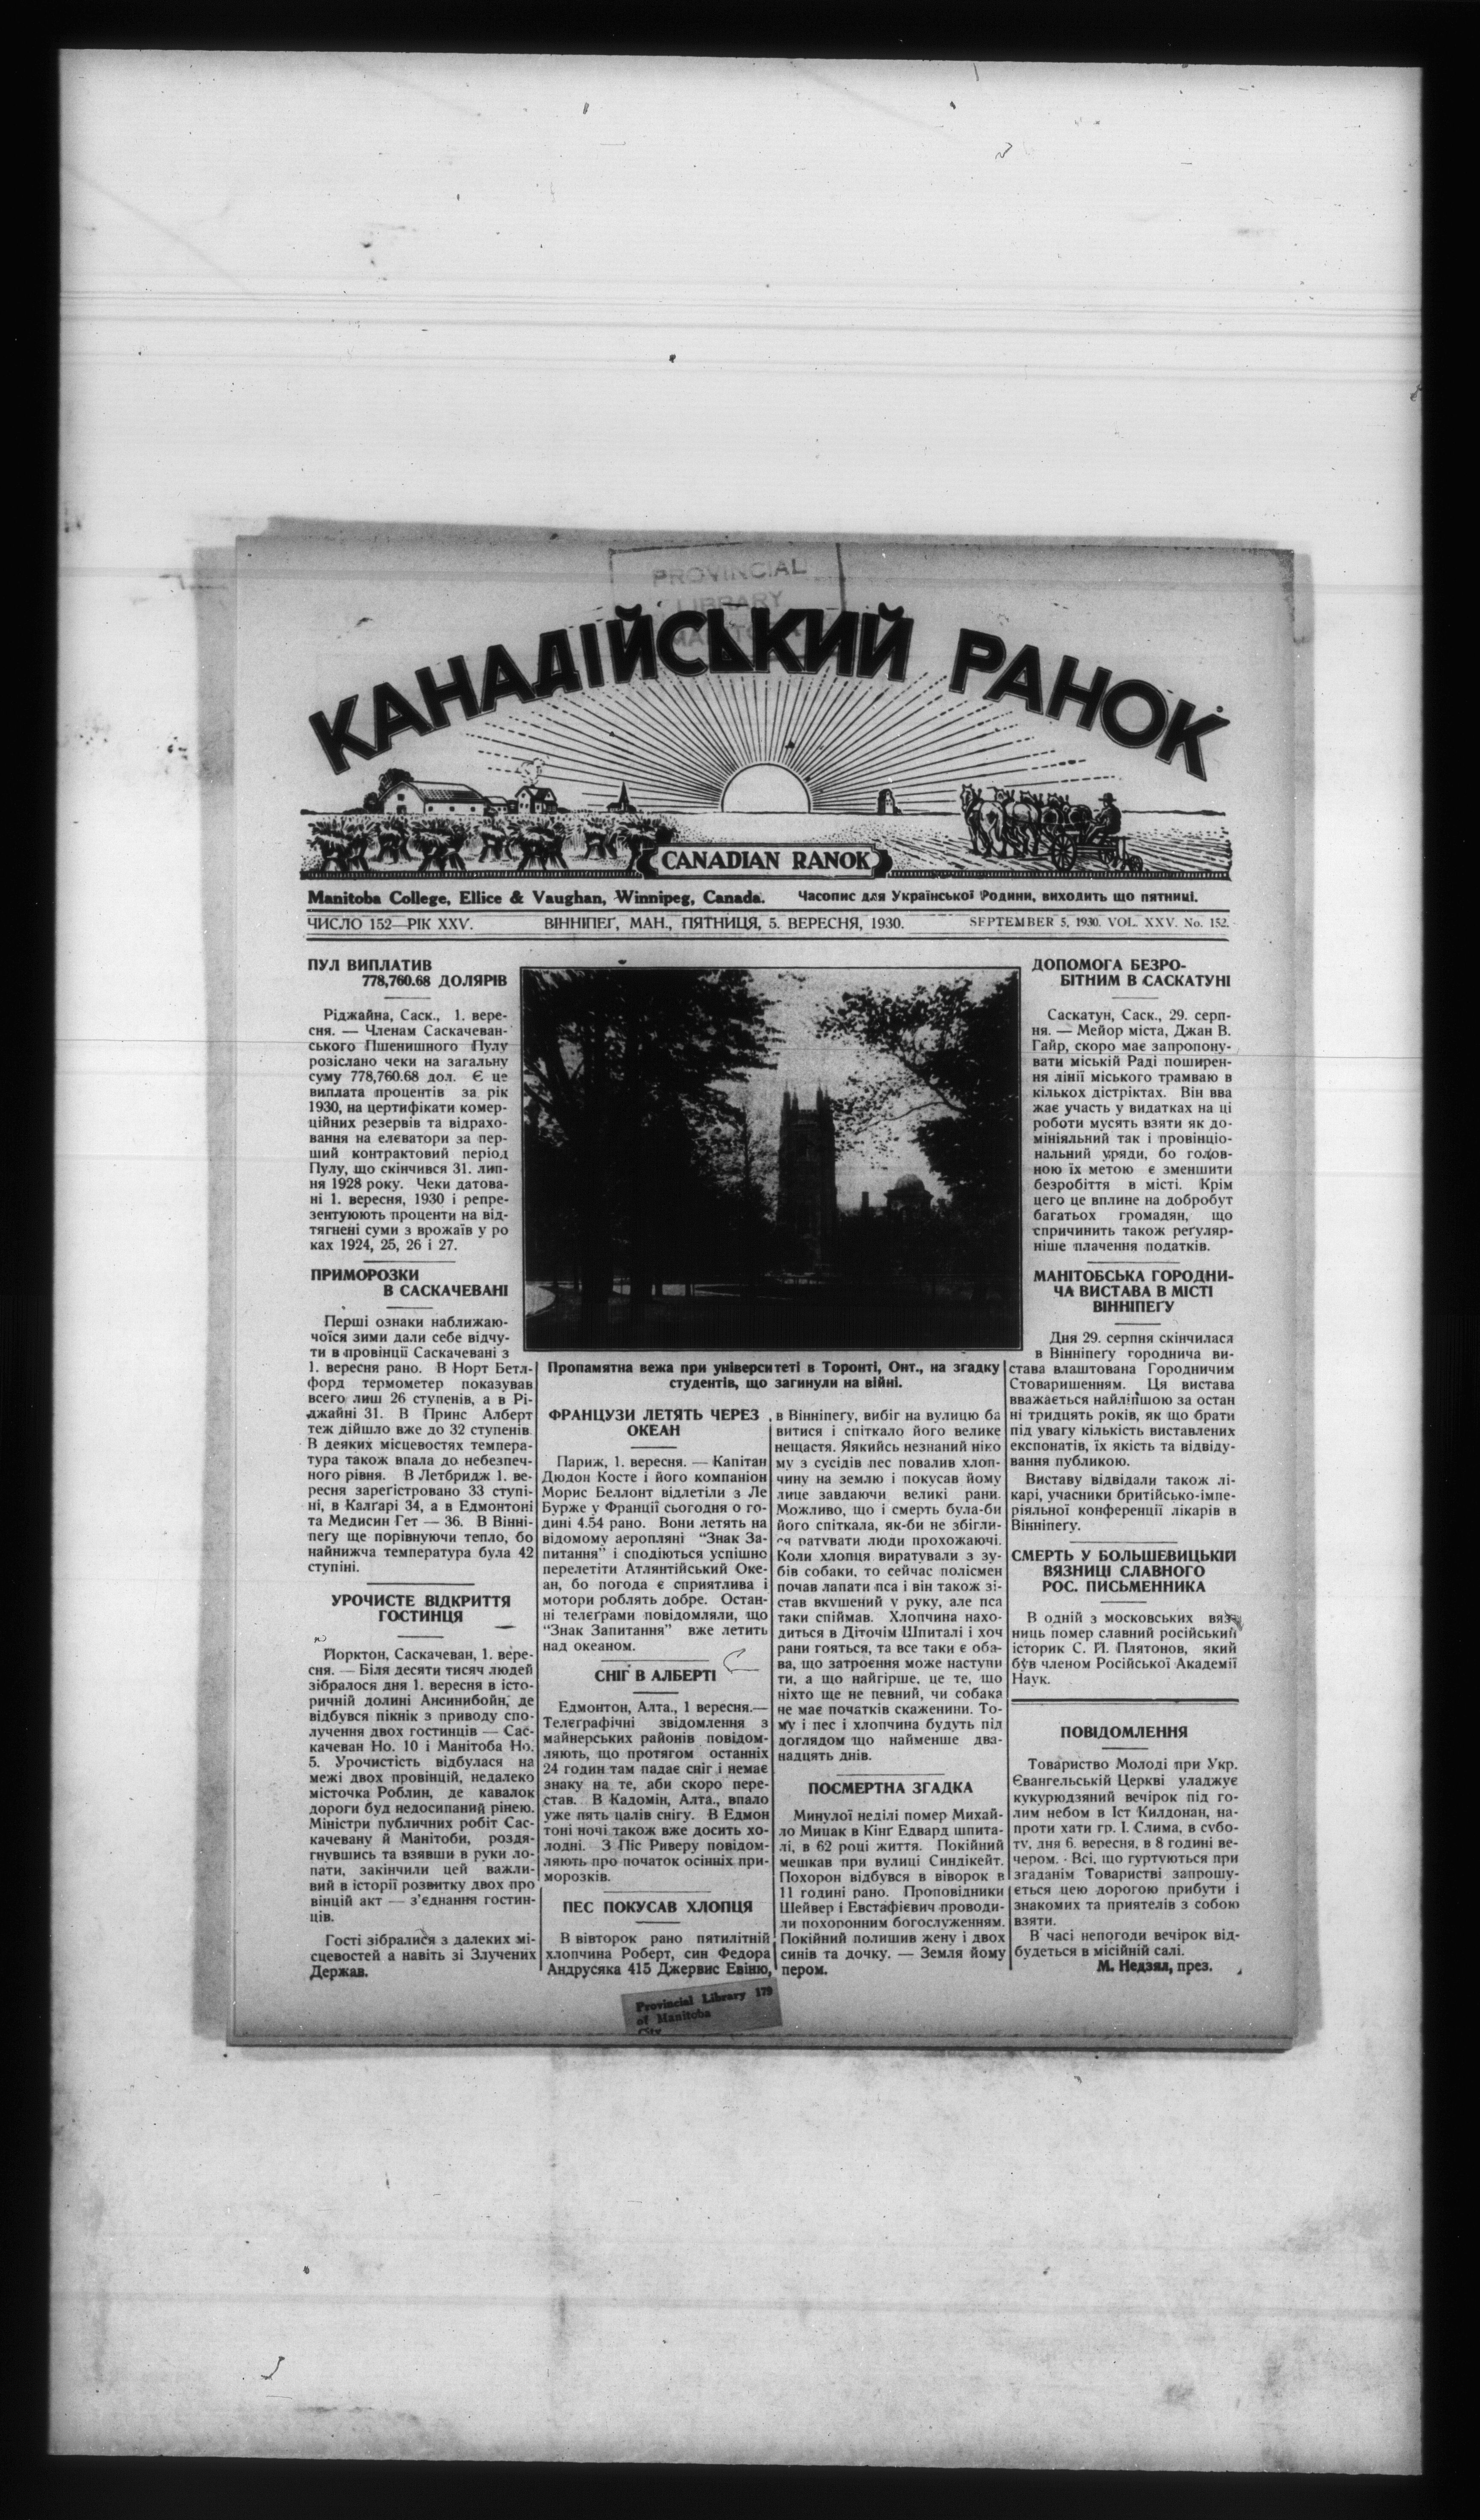 PROVINCIAL
LIBRARY
КАНАДІЙСЬКИЙ РАНОК
CANADIAN RANOK
Manitoba College, Ellice & Vaughan, Winnipeg, Canada. Часопис для Української Родини, виходить що пятниці.
ЧИСЛО 152—РІК XXV. ВІННІПЕҐ, МАН., ПЯТНИЦЯ, 5. ВЕРЕСНЯ, 1930. SEPTEMBER 5, 1930. VOL. XXV. No. 152.
ПУЛ ВИПЛАТИВ
778,760.68 ДОЛЯРІВ
Ріджайна, Саск., 1. вере-
сня. — Членам Саскачеван-
ського Пшенишного Пулу
розіслано чеки на загальну
суму 778,760.68 дол. Є це
виплата процентів за рік
1930, на цертифікати комер-
ційних резервів та відрахо-
вання на елєватори за пер-
ший контрактовий період
Пулу, що скінчився 31. лип-
ня 1928 року. Чеки датова-
ні 1. вересня, 1930 і репре-
зентуюють проценти на від-
тягнені суми з врожаїв у ро
ках 1924, 25, 26 і 27.
ПРИМОРОЗКИ
В САСКАЧЕВАНІ
Перші ознаки наближаю-
чоїся зими дали себе відчу-
ти в провінції Саскачевані з
1. вересня рано. В Норт Бетл-
форд термометер показував
всего лиш 26 ступенів, а в Рі-
джайні 31. В Принс Алберт
теж дійшло вже до 32 ступенів
В деяких місцевостях темпера-
тура також впала до небезпеч-
ного рівня. В Летбридж 1. ве-
ресня зареґістровано 33 ступі-
ні, в Калґарі 34, а в Едмонтоні
та Медисин Гет — 36. В Вінні-
пеґу ще порівнуючи тепло, бо
найнижча температура була 42
ступіні.
УРОЧИСТЕ ВІДКРИТТЯ
ГОСТИНЦЯ
Йорктон, Саскачеван, 1. вере-
сня. — Біля десяти тисяч людей
зібралося дня 1. вересня в істо-
ричній долині Ансинибойн, де
відбувся пікнік з приводу спо-
лучення двох гостинців — Сас-
качеван Но. 10 і Манітоба Но.
5. Урочистість відбулася на
межі двох провінцій, недалеко
місточка Роблин, де кавалок
дороги буд недосипаний рінею.
Міністри публичних робіт Сас-
качевану й Манітоби, роздя-
гнувшись та взявши в руки ло-
пати, закінчили цей важли-
вий в історії розвитку двох про
вінцій акт — з’єднання гостин-
ців.
Гості зібралися з далеких мі-
сцевостей а навіть зі Злучених
Держав.
Пропамятна вежа при університеті в Торонті, Онт., на згадку
студентів, що загинули на війні.
ФРАНЦУЗИ ЛЕТЯТЬ ЧЕРЕЗ
ОКЕАН
Париж, 1. вересня. — Капітан
Дюдон Косте і його компаніон
Морис Беллонт відлетіли з Ле
Бурже у Франції сьогодня о го-
дині 4.54 рано. Вони летять на
відомому аеропляні “Знак За-
питання” і сподіються успішно
перелетіти Атлянтійський Оке-
ан, бо погода є сприятлива і
мотори роблять добре. Остан-
ні телєґрами повідомляли, що
“Знак Запитання” вже летить
над океаном.
СНІГ В АЛБЕРТІ
Едмонтон, Алта., 1 вересня.—
Телєґрафічні звідомлення з
майнерських районів повідом-
ляють, що протягом останніх
24 годин там падає сніг і немає
знаку на те, аби скоро пере-
став. В Кадомін, Алта., впало
уже пять цалів снігу. В Едмон
тоні ночі також вже досить хо-
лодні. З Піс Риверу повідом-
ляють про початок осінніх при-
морозків.
ПЕС ПОКУСАВ ХЛОПЦЯ
В вівторок рано пятилітній
хлопчина Роберт, син Федора
Андрусяка 415 Джервис Евіню,
в Вінніпеґу, вибіг на вулицю ба
витися і спіткало його велике
нещастя. Яякийсь незнаний ніко
му з сусідів пес повалив хлоп-
чину на землю і покусав йому
лице завдаючи великі рани.
Можливо, що і смерть була-би
його спіткала, як-би не збігли-
ся ратувати люди прохожаючі.
Коли хлопця виратували з зу-
бів собаки, то сейчас полісмен
почав лапати пса і він також зі-
став вкушений у руку, але пса
таки спіймав. Хлопчина нахо-
диться в Діточім Шпиталі і хоч
рани гояться, та все таки є оба-
ва, що затроєння може наступи
ти, а що найгірше, це те, що
ніхто ще не певний, чи собака
не має початків скаженини. То-
му і пес і хлопчина будуть під
доглядом що найменше два-
надцять днів.
ПОСМЕРТНА ЗГАДКА
Минулої неділі помер Михай-
ло Мицак в Кінґ Едвард шпита-
лі, в 62 році життя. Покійний
мешкав при вулиці Синдікейт.
Похорон відбувся в віворок в
11 годині рано. Проповідники
Шейвер і Евстафієвич проводи-
ли похоронним богослуженням.
Покійний полишив жену і двох
синів та дочку. — Земля йому
пером.
ДОПОМОГА БЕЗРО-
БІТНИМ В САСКАТУНІ
Саскатун, Саск., 29. серп-
ня. — Мейор міста, Джан В.
Гайр, скоро має запропону-
вати міській Раді поширен-
ня лінії міського трамваю в
кількох дістріктах. Він вва
жає участь у видатках на ці
роботи мусять взяти як до-
мініяльний так і провінціо-
нальний уряди, бо голов-
ною їх метою є зменшити
безробіття в місті. Крім
цего це вплине на добробут
багатьох громадян, що
спричинить також реґуляр-
ніше плачення податків.
МАНІТОБСЬКА ГОРОДНИ-
ЧА ВИСТАВА В МІСТІ
ВІННІПЕҐУ
Дня 29. серпня скінчилася
в Вінніпеґу городнича ви-
става влаштована Городничим
Стоваришенням. Ця вистава
вважається найліпшою за остан
ні тридцять років, як що брати
під увагу кількість виставлених
експонатів, їх якість та відвіду-
вання публикою.
Виставу відвідали також лі-
карі, учасники бритійсько-імпе-
ріяльної конференції лікарів в
Вінніпеґу.
СМЕРТЬ У БОЛЬШЕВИЦЬКІЙ
ВЯЗНИЦІ СЛАВНОГО
РОС. ПИСЬМЕННИКА
В одній з московських вяз-
ниць помер славний російський
історик С. Й. Плятонов, який
був членом Російської Академії
Наук.
ПОВІДОМЛЕННЯ
Товариство Молоді при Укр.
Євангельській Церкві уладжує
кукурюдзяний вечірок під го-
лим небом в Іст Килдонан, на-
проти хати гр. І. Слима, в субо-
ту, дня 6. вересня, в 8 годині ве-
чером. Всі, що гуртуються при
згаданім Товаристві запрошу-
ється цею дорогою прибути і
знакомих та приятелів з собою
взяти.
В часі непогоди вечірок від-
будеться в місійній салі.
М. Недзял, през.
Provincial Library 179
of Manitoba
City